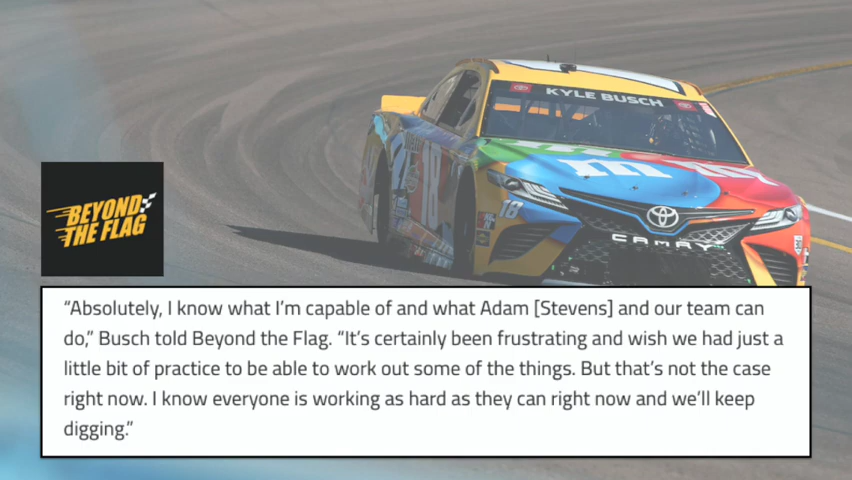 KYLE BUSCH
m
18
18
CAMRY
BEYOND
THE FLAG
“Absolutely, I know what I’m capable of and what Adam [Stevens] and our team can
do,” Busch told Beyond the Flag. “It’s certainly been frustrating and wish we had just a
little bit of practice to be able to work out some of the things. But that’s not the case
right now. I know everyone is working as hard as they can right now and we’ll keep
digging.”